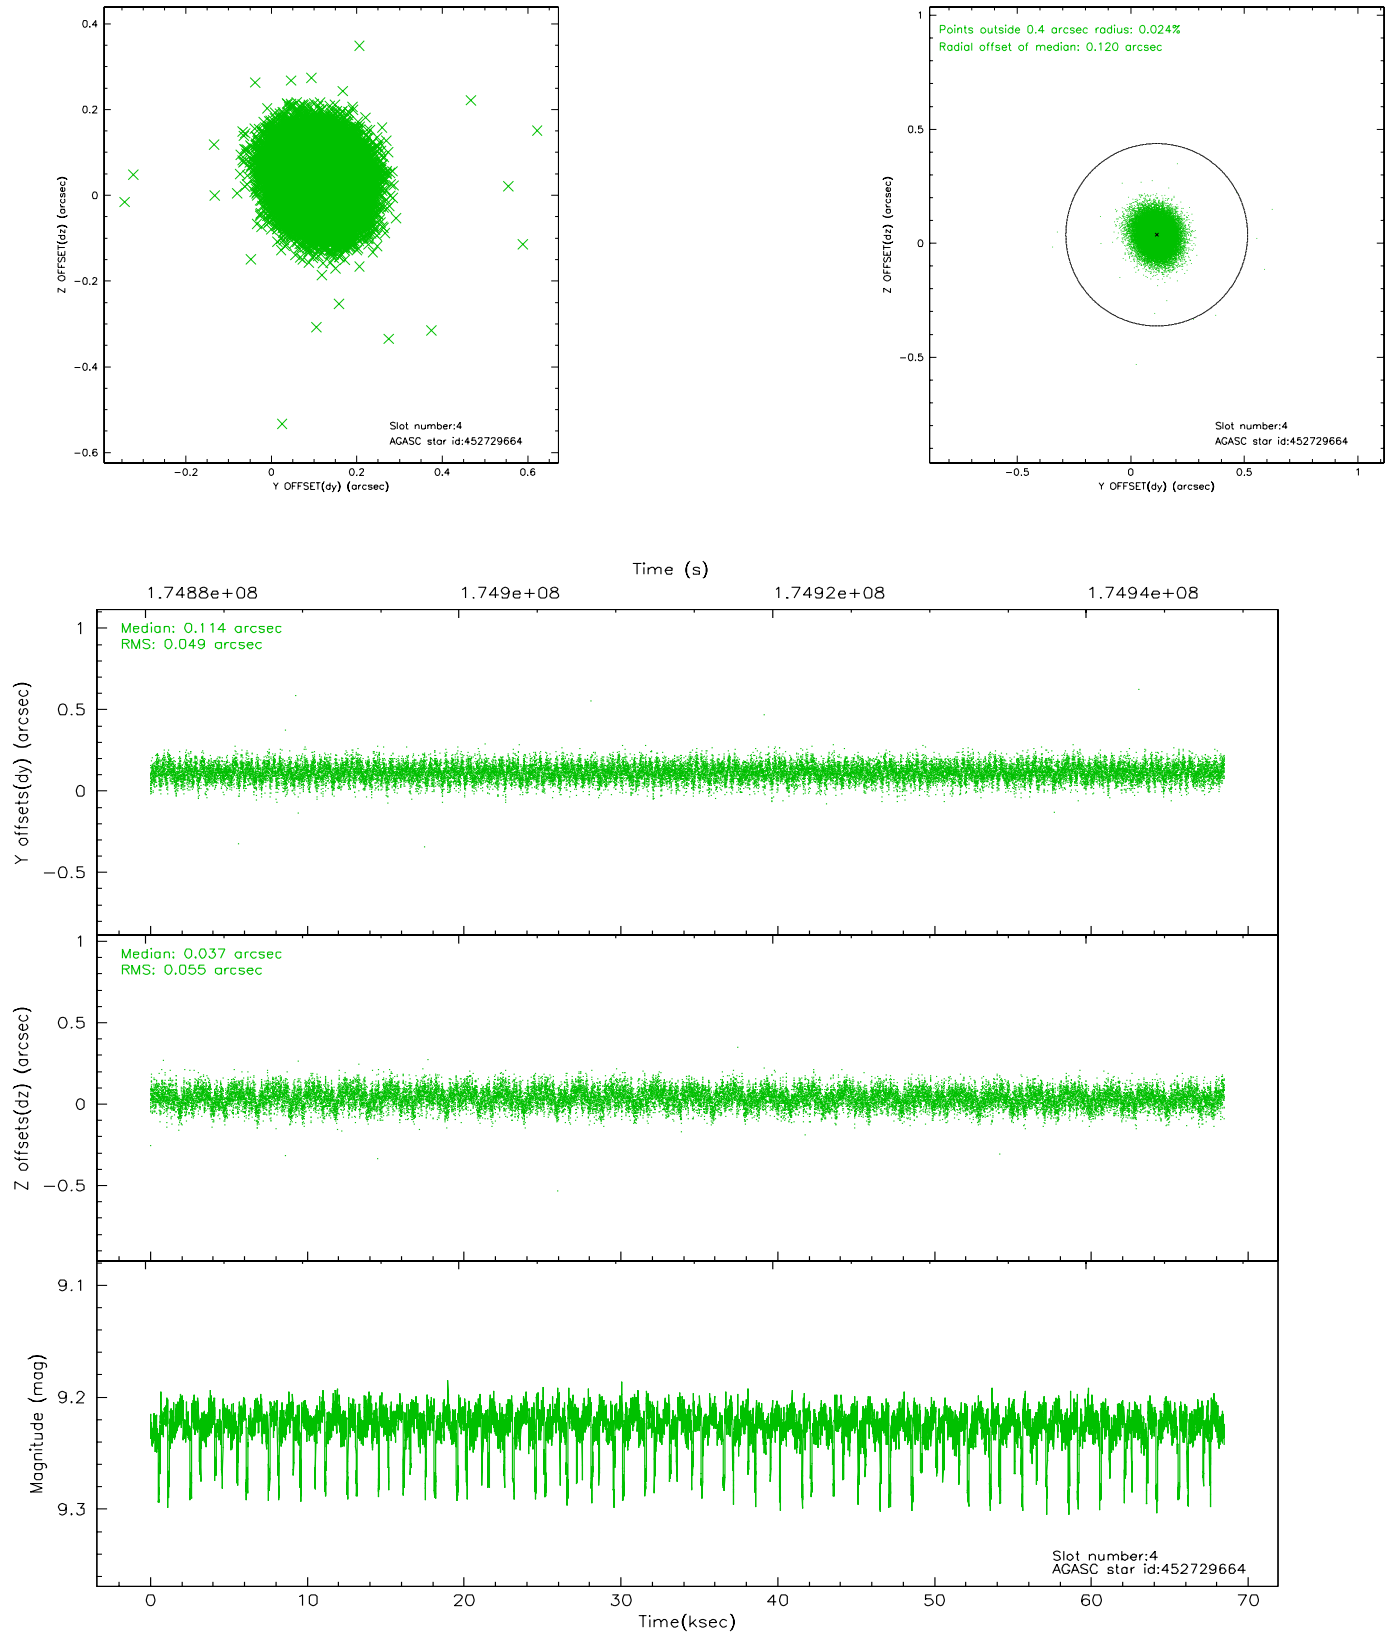 0.4
0.2
0
−0.2
−0.4
−0.6
Z OFFSET(dz) (arcsec)
−0.2
0
0.2
0.4
0.6
Y OFFSET(dy) (arcsec)
Slot number:4
AGASC star id:452729664
Points outside 0.4 arcsec radius: 0.024%
Radial offset of median: 0.120 arcsec
1
0.5
0
−0.5
Z OFFSET(dz) (arcsec)
−0.5
0
0.5
1
Y OFFSET(dy) (arcsec)
Slot number:4
AGASC star id:452729664
Time (s)
1.7488e+08
1.749e+08
1.7492e+08
1.7494e+08
Median: 0.114 arcsec
RMS: 0.049 arcsec
1
0.5
0
−0.5
Y offsets(dy) (arcsec)
Median: 0.037 arcsec
RMS: 0.055 arcsec
1
0.5
0
−0.5
Z offsets(dz) (arcsec)
9.1
9.2
9.3
Magnitude (mag)
Slot number:4
AGASC star id:452729664
0
10
20
30
40
50
60
70
Time(ksec)